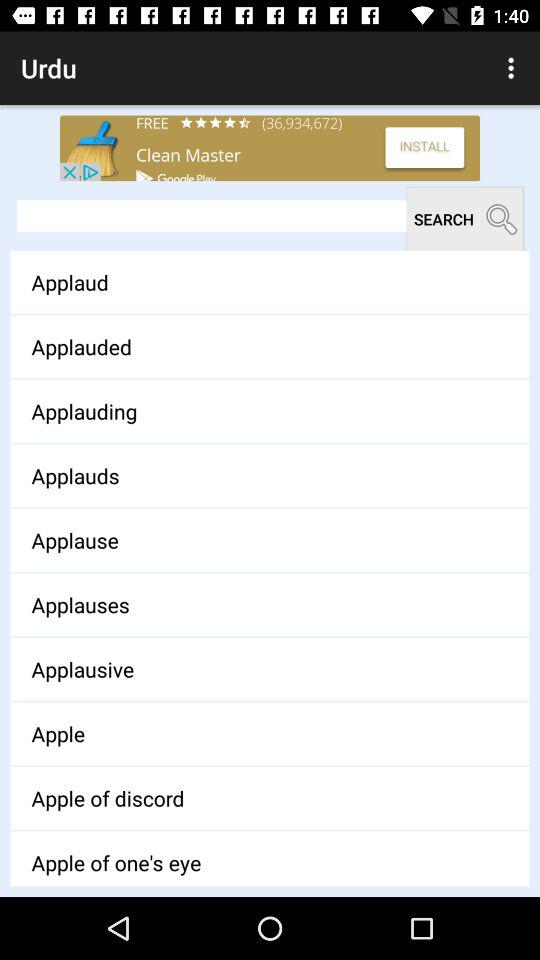 1:40
Urdu
FREE (36,934,672)
Clean Master
INSTALL
Google Play
SEARCH
Applaud
Applauded
Applauding
Applauds
Applause
Applauses
Applausive
Apple
Apple of discord
Apple of one's eye